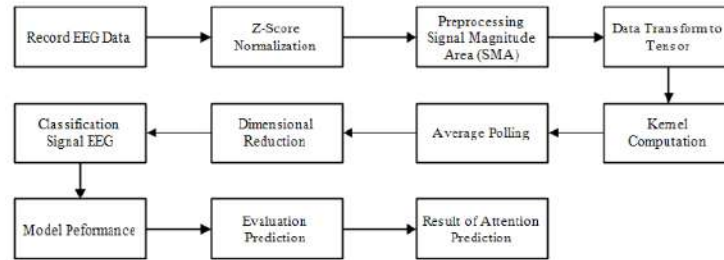 Record EEG Data
Z-Score
Normalization
Preprocessing
Signal Magnitude
Area (SMA)
Data Transform to
Tensor
Kernel
Computation
Average Polling
Dimensional
Reduction
Classification
Signal EEG
Model Peformance
Evaluation
Prediction
Result of Attention
Prediction